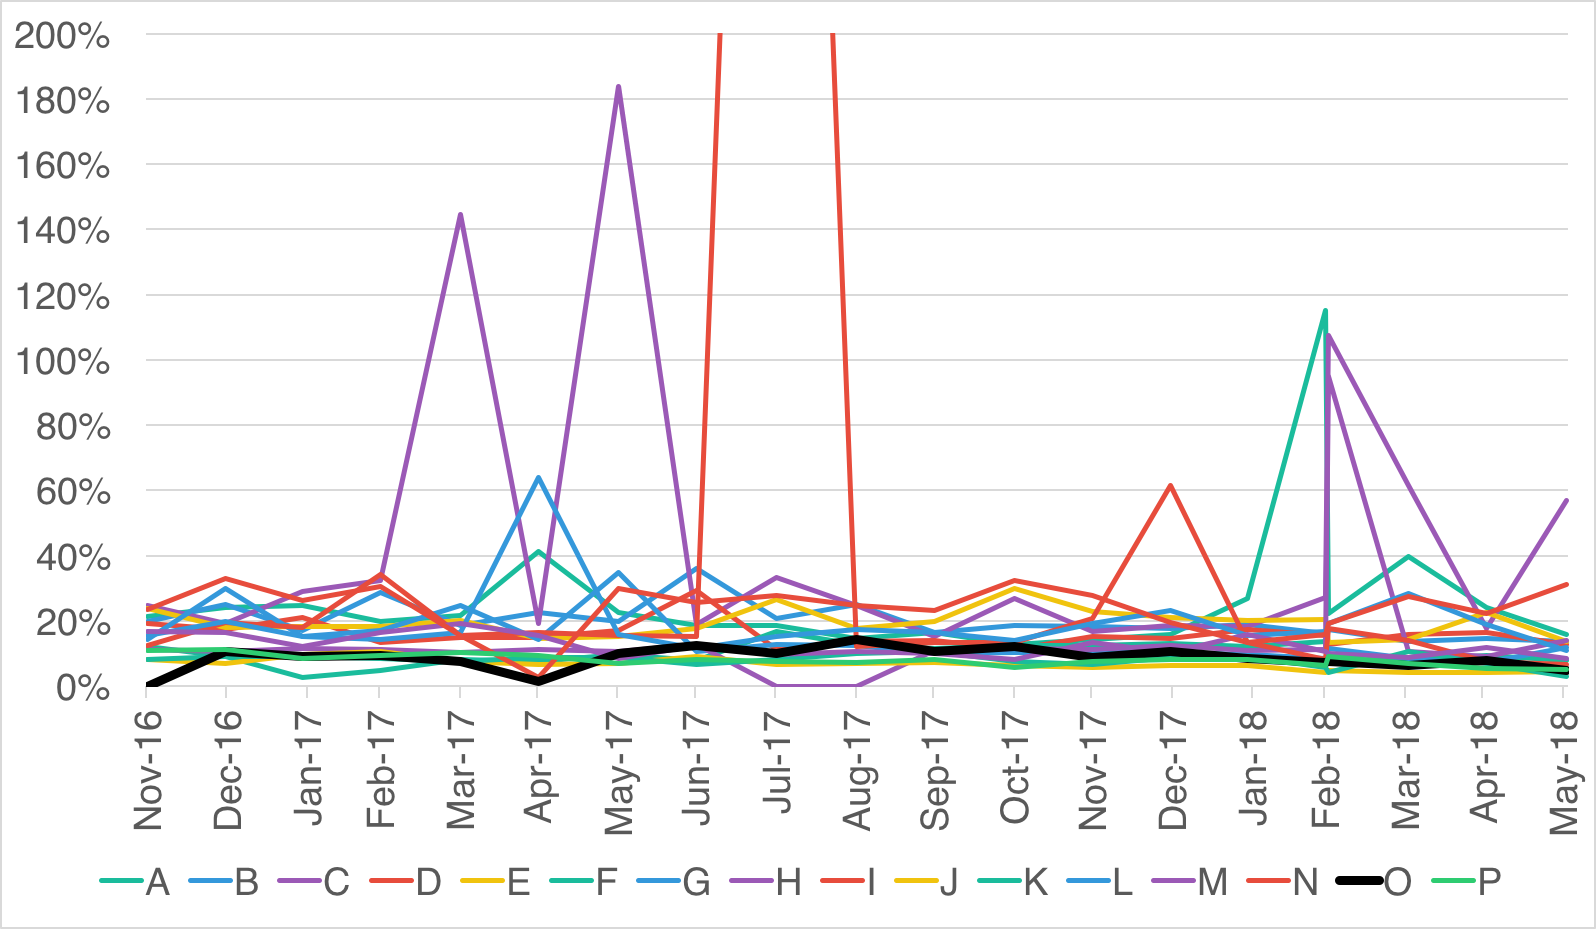 200%
180%
160%
140%
120%
100%
80%
60%
40%
20%
0%
Nov-16
Dec-16
Jan-17
Feb-17
Mar-17
Apr-17
May-17
Jun-17
Jul-17
Aug-17
Sep-17
Oct-17
Nov-17
Dec-17
Jan-18
Feb-18
Mar-18
Apr-18
May-18
A B C D E F G H I J K L M N O P